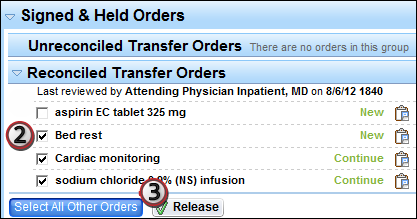 Signed & Held Orders
Unreconciled Transfer Orders There are no orders in this group
Reconciled Transfer Orders
Last reviewed by Attending Physician Inpatient, MD on 8/6/12 1840
aspirin EC tablet 325 mg New
2 Bed rest New
Cardiac monitoring Continue
sodium chloride 0.9% (NS) infusion Continue
3
Select All Other Orders Release